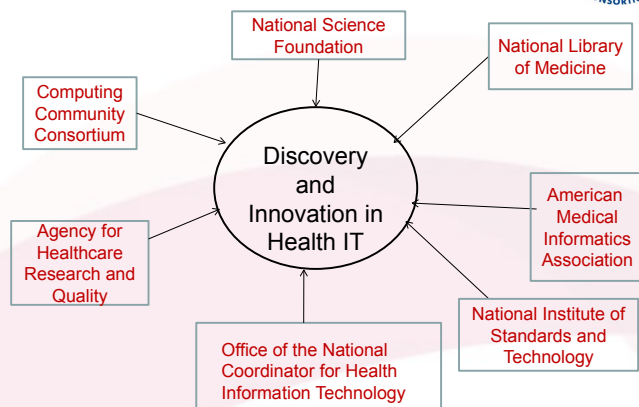 National Science
Foundation
National Library
of Medicine
Computing
Community
Consortium
Discovery
and
Innovation in
Health IT
American
Medical
Informatics
Association
Agency for
Healthcare
Research and
Quality
National Institute of
Standards and
Technology
Office of the National
Coordinator for Health
Information Technology